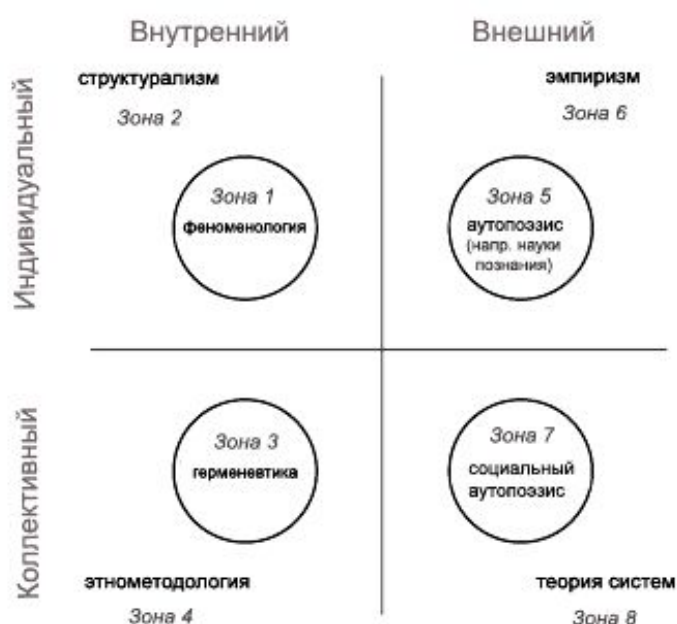 Внутренний
Внешний
Индивидуальный
структурализм
Зона 2
Зона 1
феноменология
эмпиризм
Зона 6
Зона 5
аутопоэзис
(напр. науки
познания)
Коллективный
Зона 3
герменевтика
этнометодология
Зона 4
Зона 7
социальный
аутопоэзис
теория систем
Зона 8